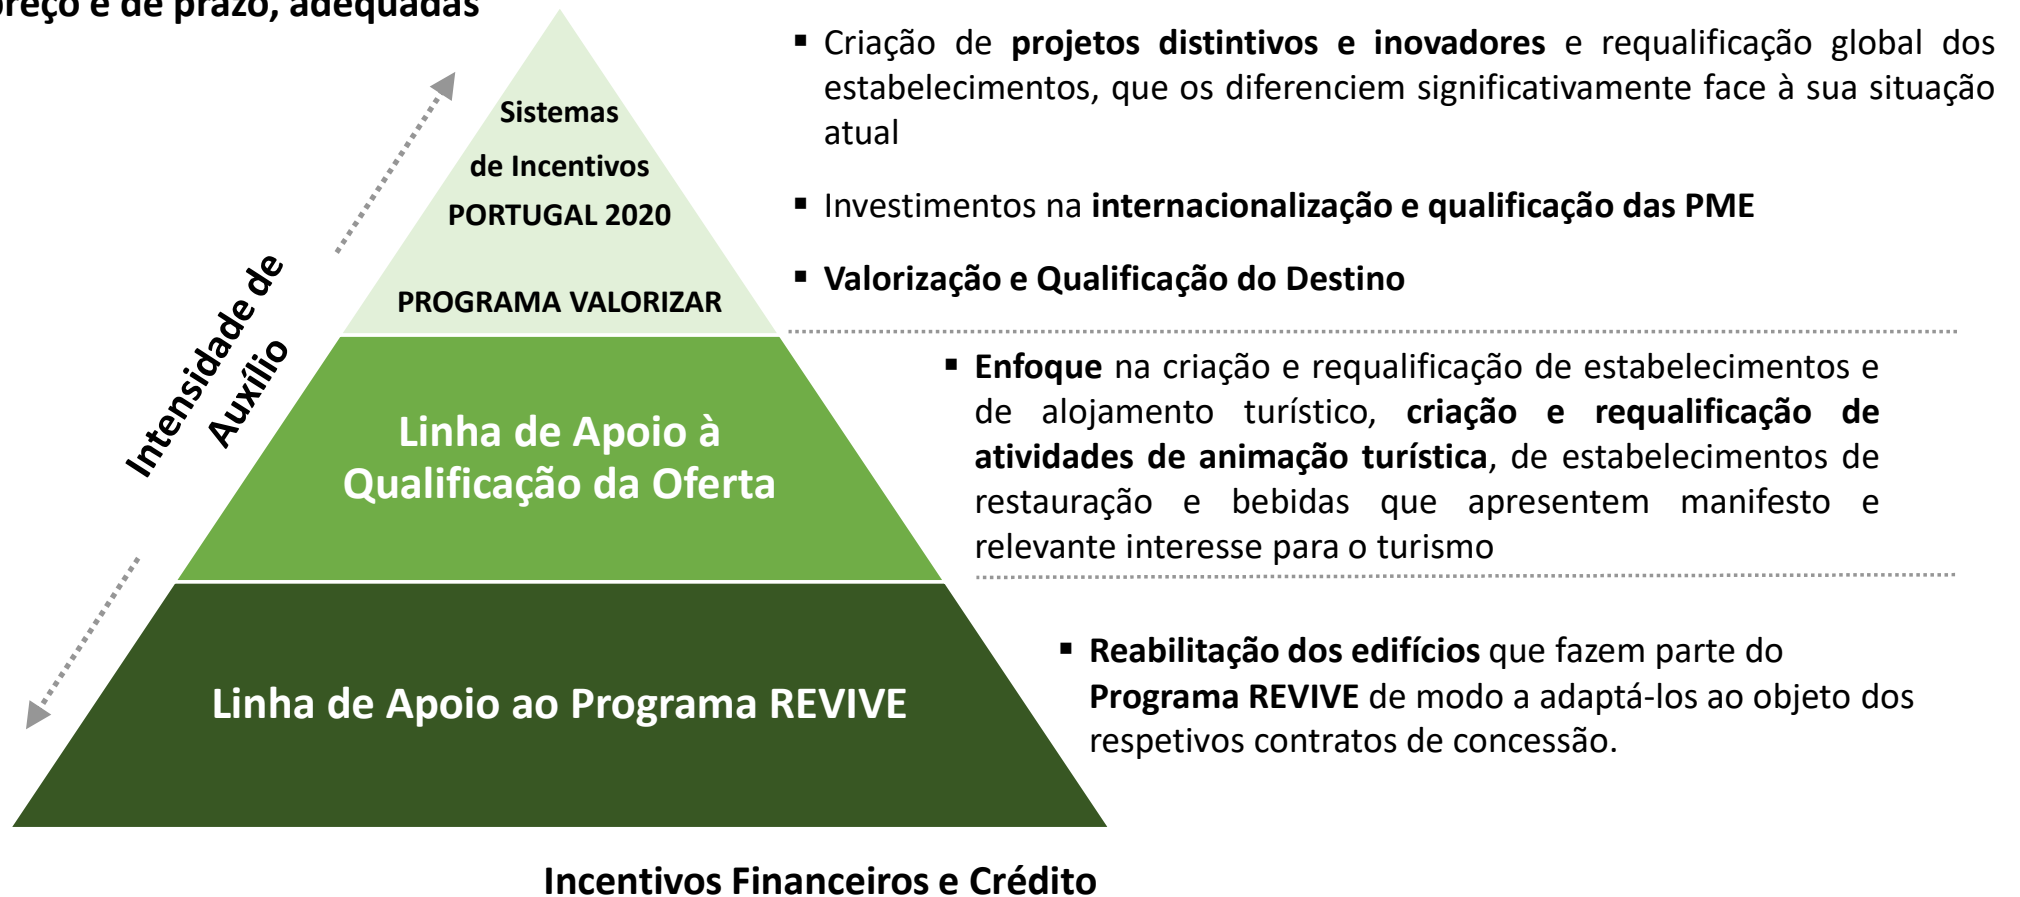 preço e de prazo, adequadas
Sistemas
de Incentivos
PORTUGAL 2020
PROGRAMA VALORIZAR
▪ Criação de projetos distintivos e inovadores e requalificação global dos
estabelecimentos, que os diferenciem significativamente face à sua situação
atual
▪ Investimentos na internacionalização e qualificação das PME
▪ Valorização e Qualificação do Destino
Intensidade de
Auxílio
Linha de Apoio à
Qualificação da Oferta
▪ Enfoque na criação e requalificação de estabelecimentos e
de alojamento turístico, criação e requalificação de
atividades de animação turística, de estabelecimentos de
restauração e bebidas que apresentem manifesto e
relevante interesse para o turismo
Linha de Apoio ao Programa REVIVE
▪ Reabilitação dos edifícios que fazem parte do
Programa REVIVE de modo a adaptá-los ao objeto dos
respetivos contratos de concessão.
Incentivos Financeiros e Crédito